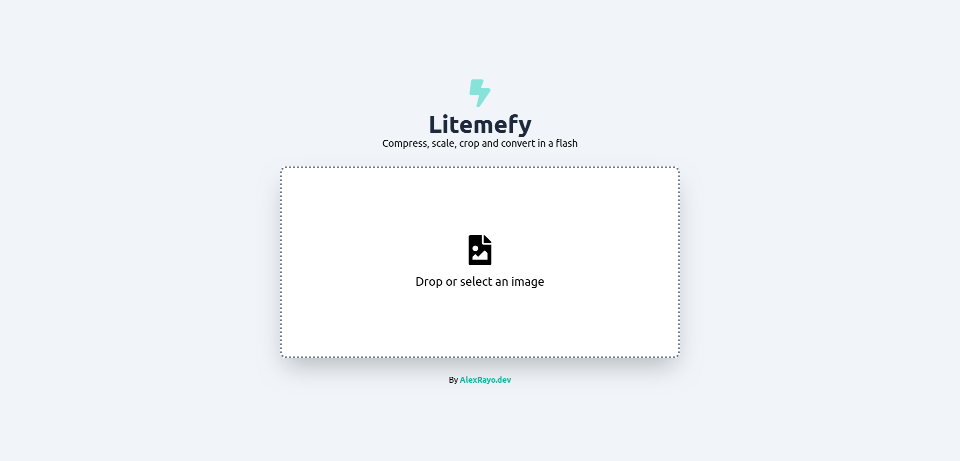 Litemefy
Compress, scale, crop and convert in a flash
Drop or select an image
By AlexRayo.dev